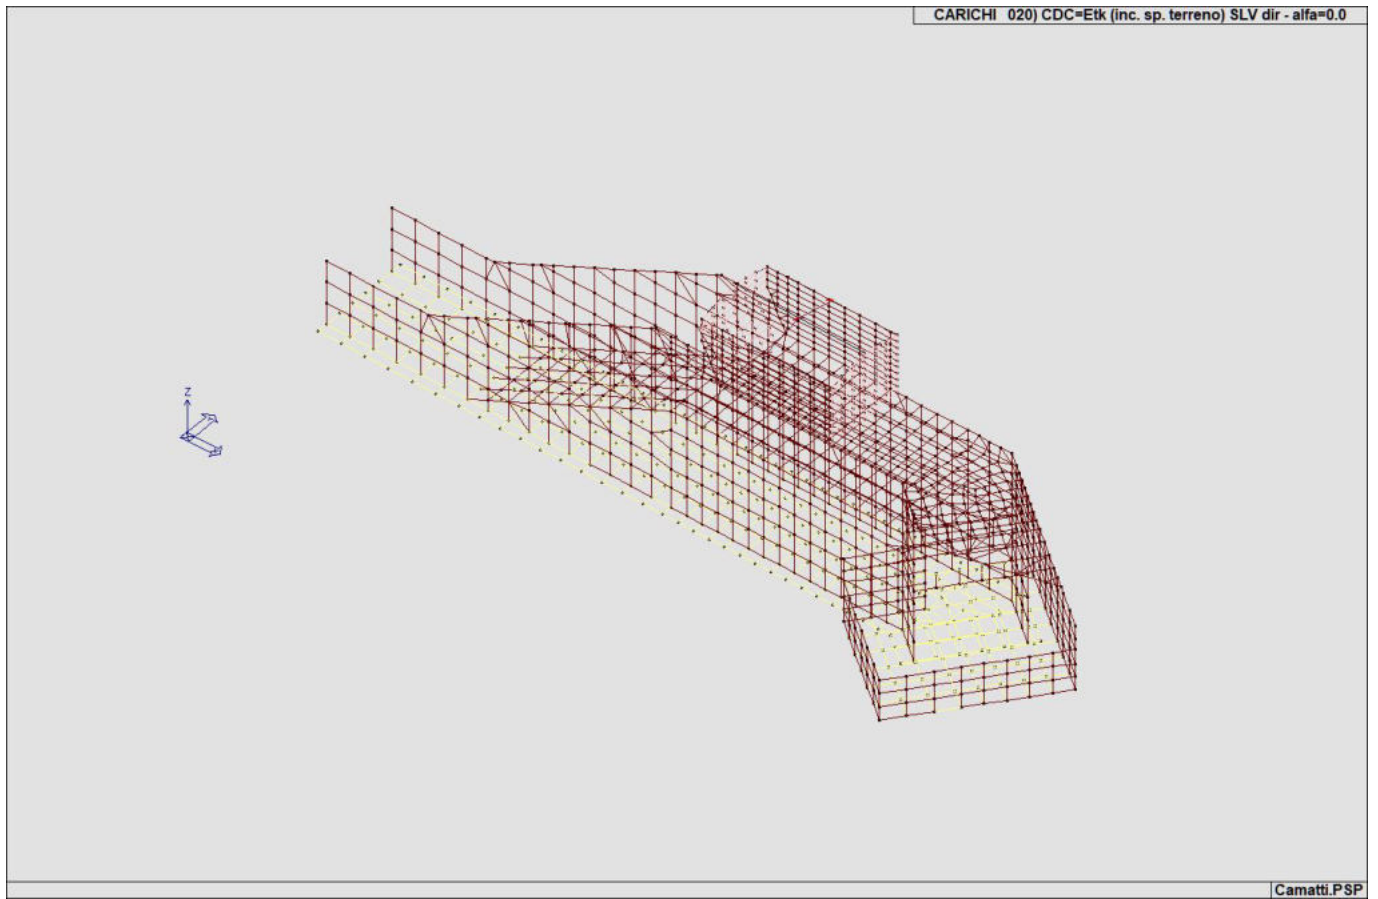 CARICHI 020) CDC=Etk (inc. sp. terreno) SLV dir - alfa=0.0
Z
Camatti.PSP